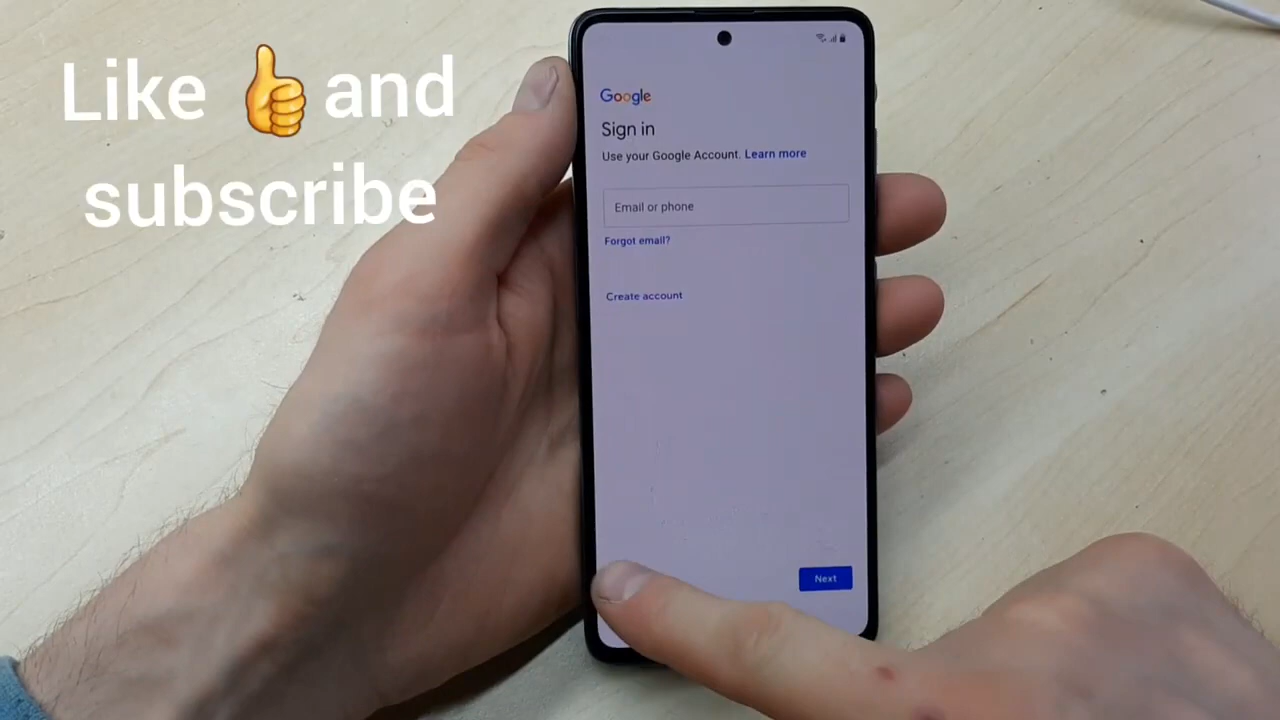 Like 👍 and
subscribe
Google
Sign in
Use your Google Account. Learn more
Email or phone
Forgot email?
Create account
Next